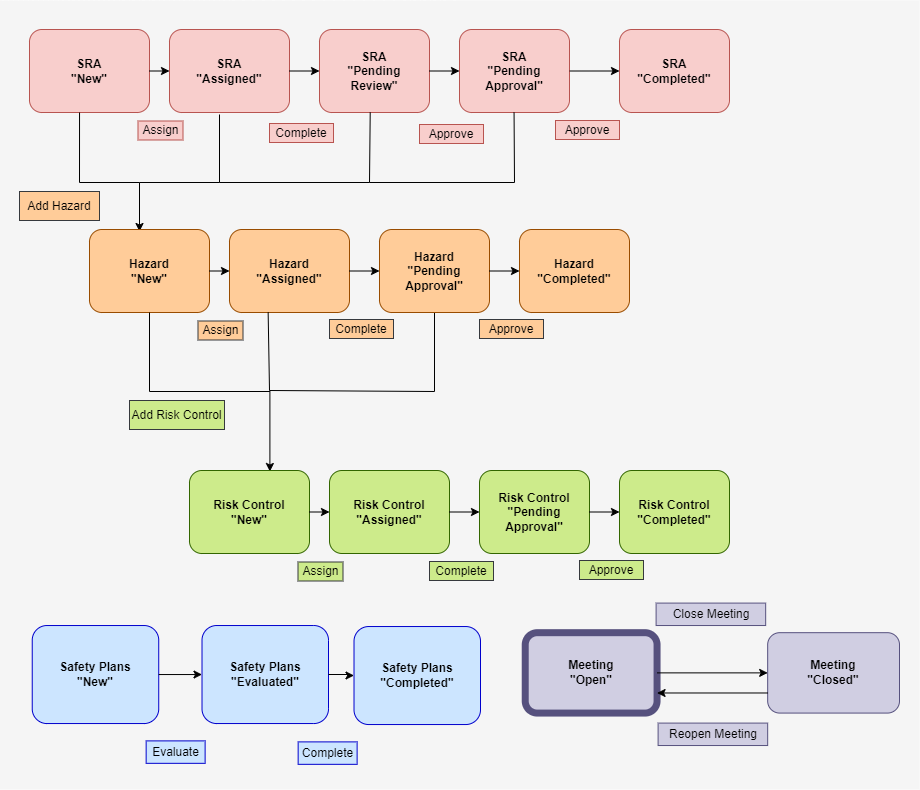 SRA
"New"
SRA
"Assigned"
SRA
"Pending
Review"
SRA
"Pending
Approval"
SRA
"Completed"
Assign
Complete
Approve
Approve
Add Hazard
Hazard
"New"
Hazard
"Assigned"
Hazard
"Pending
Approval"
Hazard
"Completed"
Assign
Complete
Approve
Add Risk Control
Risk Control
"New"
Risk Control
"Assigned"
Risk Control
"Pending
Approval"
Risk Control
"Completed"
Assign
Complete
Approve
Safety Plans
"New"
Safety Plans
"Evaluated"
Safety Plans
"Completed"
Evaluate
Complete
Close Meeting
Meeting
"Open"
Meeting
"Closed"
Reopen Meeting